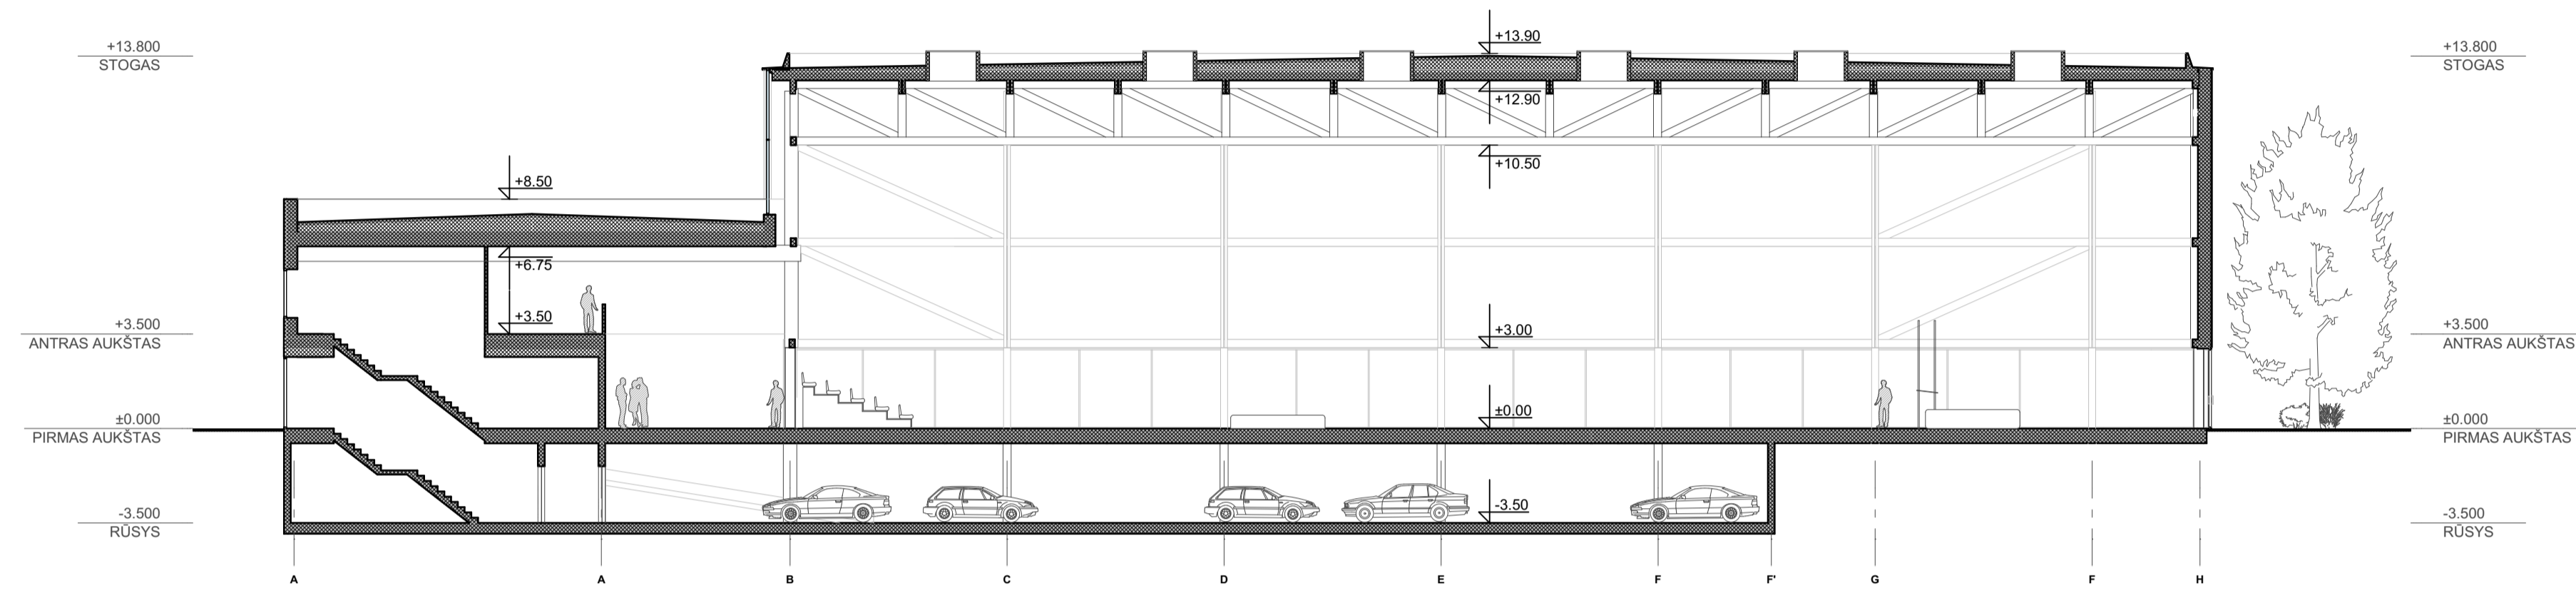 +13.800
STOGAS
+13.90
+13.800
STOGAS
+12.90
+10.50
+8.50
+6.75
+3.500
ANTRAS AUKŠTAS
+3.50
+3.00
+3.500
ANTRAS AUKŠTAS
±0.000
PIRMAS AUKŠTAS
±0.00
±0.000
PIRMAS AUKŠTAS
-3.500
RŪSYS
-3.50
-3.500
RŪSYS
A A B C D E F F' G F H